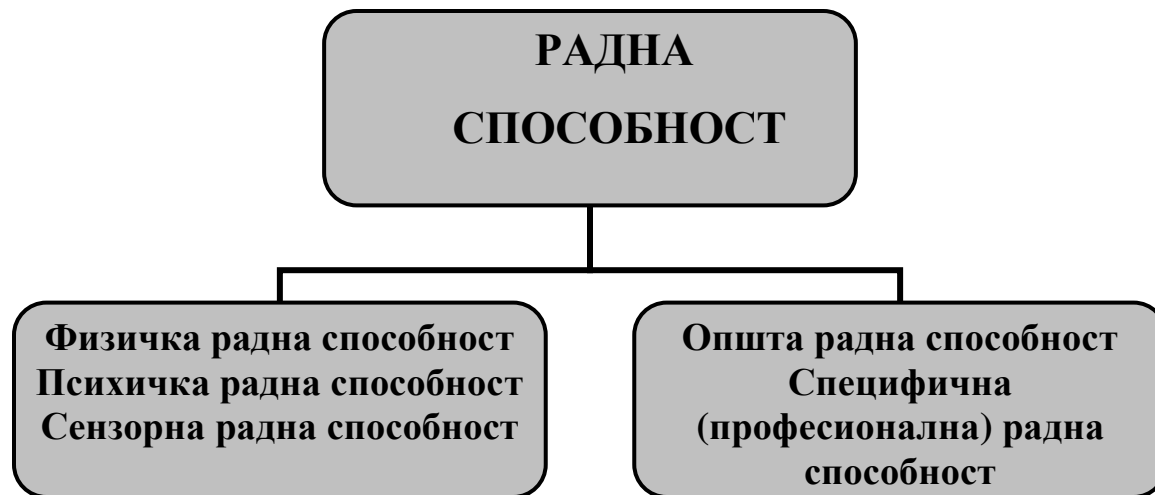 РАДНА
СПОСОБНОСТ
Физичка радна способност
Психичка радна способност
Сензорна радна способност
Општа радна способност
Специфична
(професионална) радна
способност